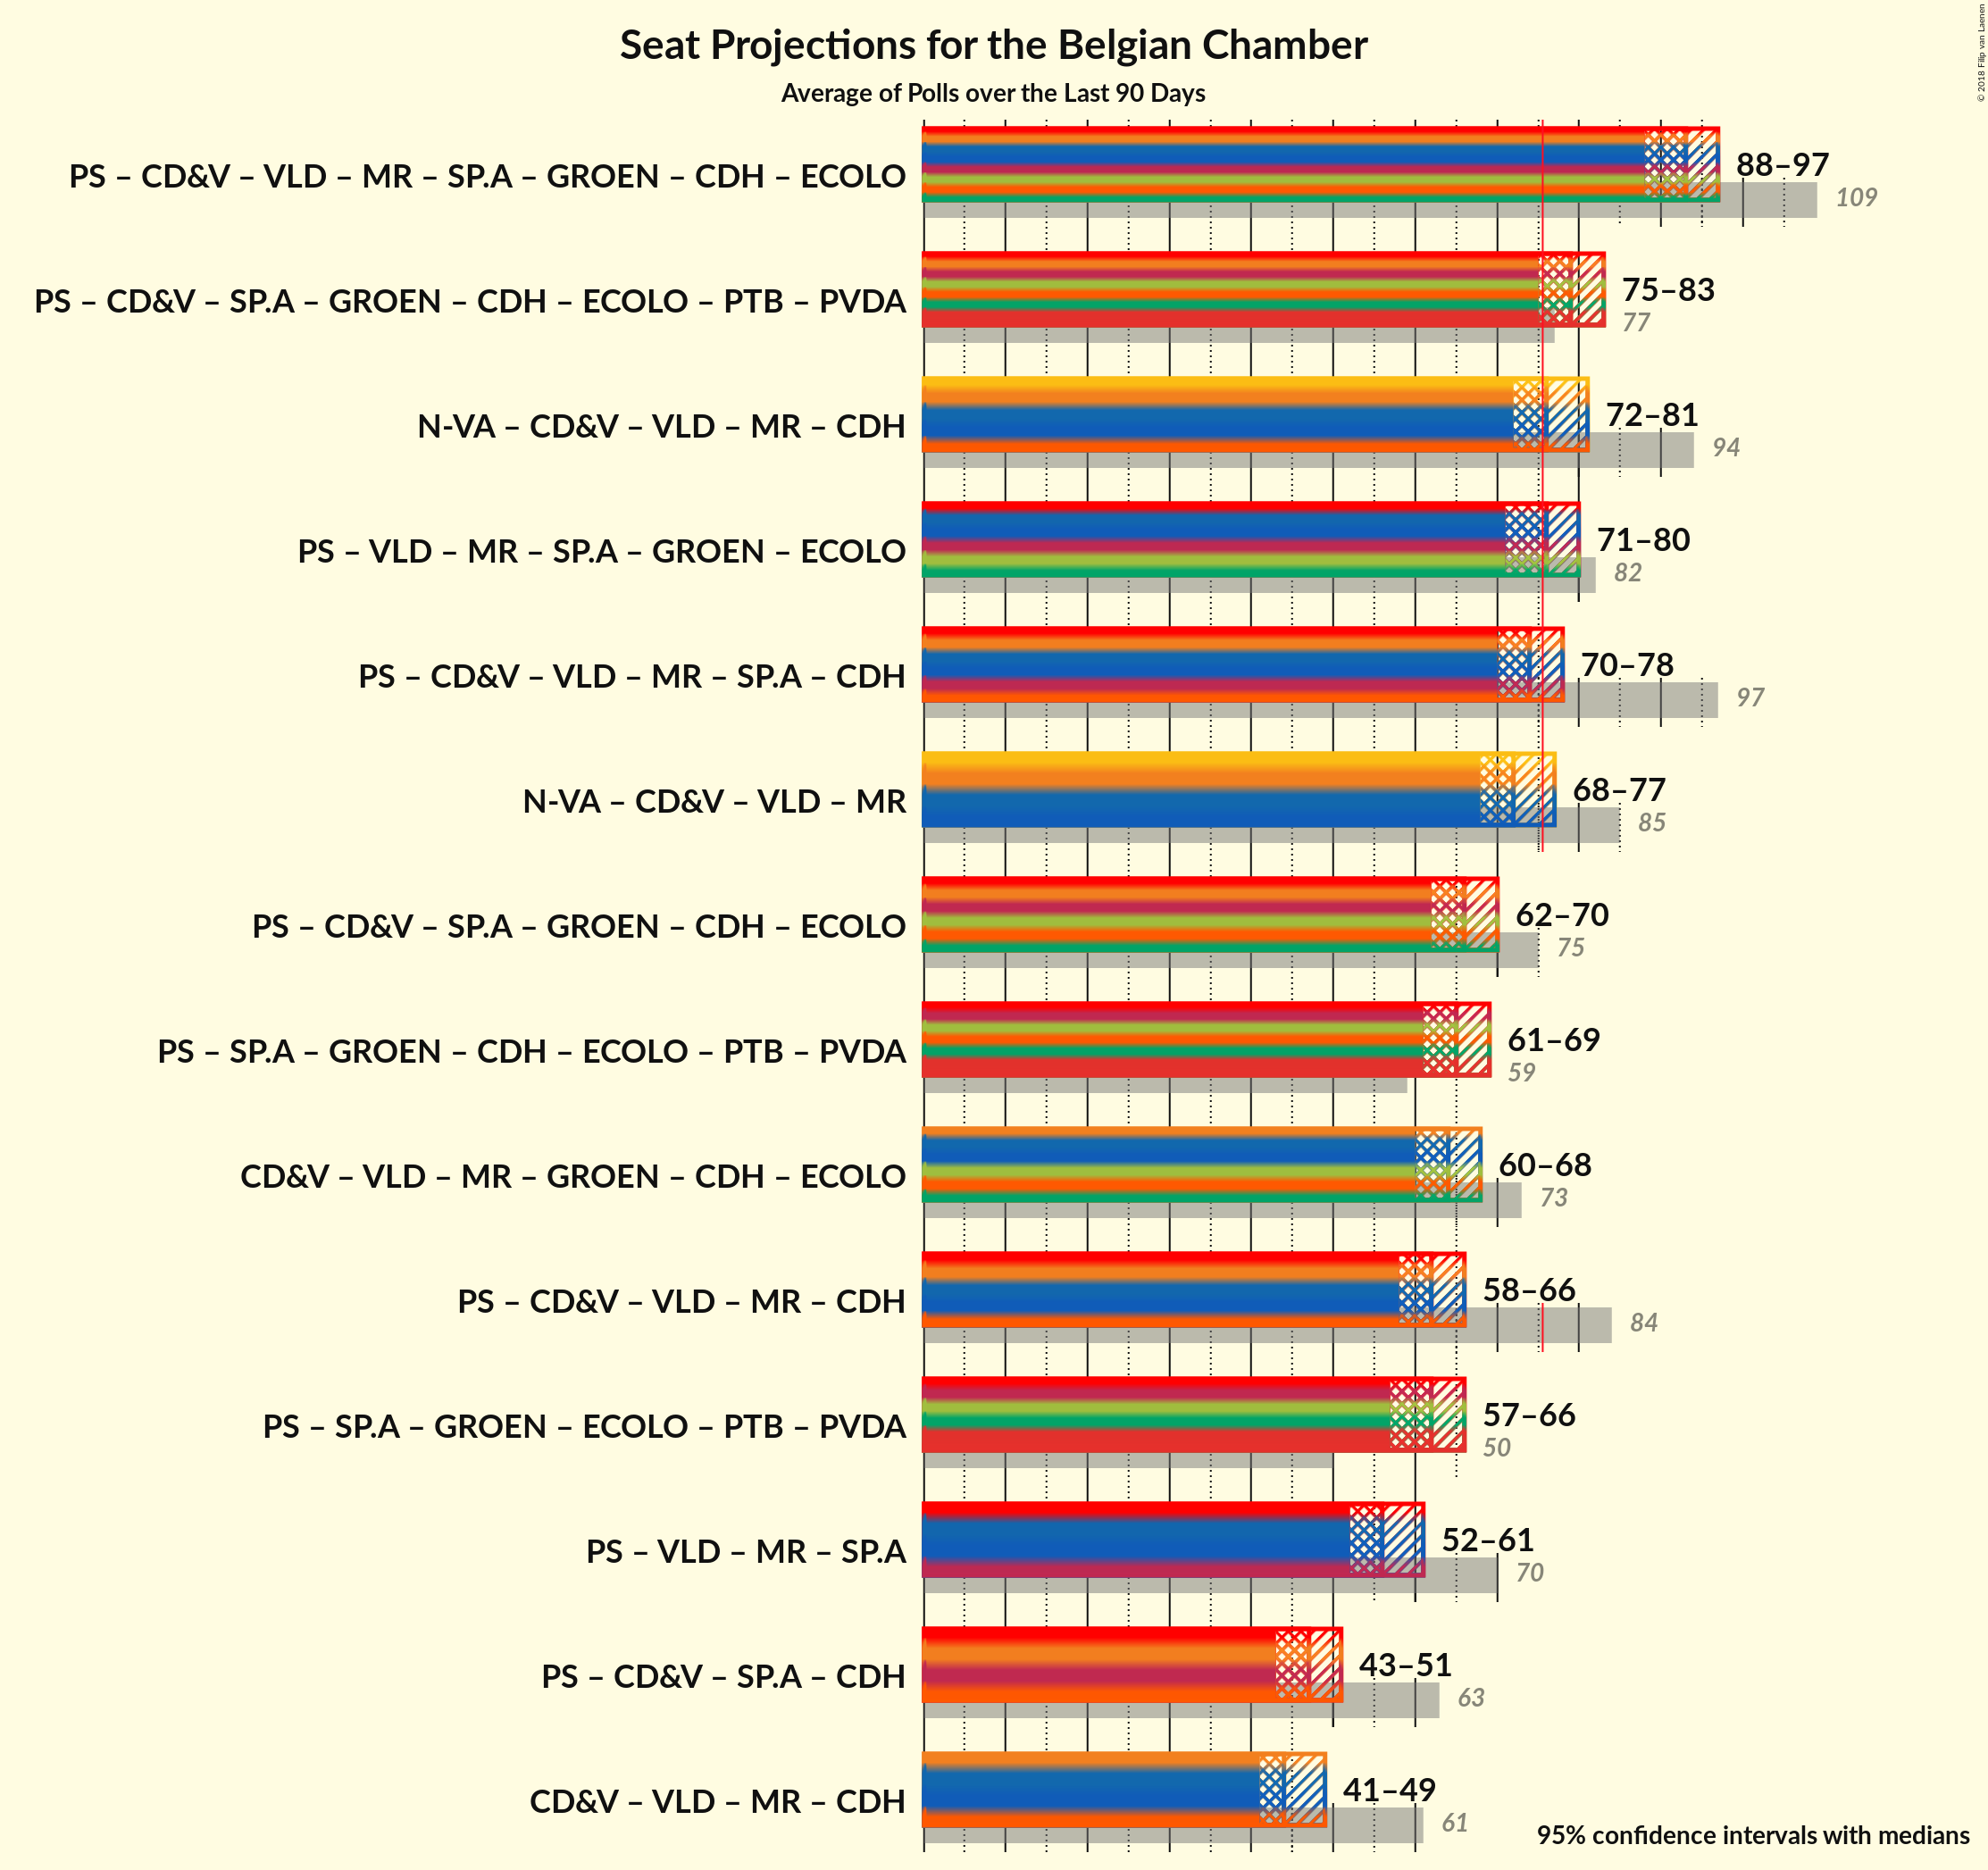 Seat Projections for the Belgian Chamber
Average of Polls over the Last 90 Days
© 2018 Filip van Laenen
PS – CD&V – VLD – MR – SP.A – GROEN – CDH – ECOLO
88–97
109
PS – CD&V – SP.A – GROEN – CDH – ECOLO – PTB – PVDA
75–83
77
N-VA – CD&V – VLD – MR – CDH
72–81
94
PS – VLD – MR – SP.A – GROEN – ECOLO
71–80
82
PS – CD&V – VLD – MR – SP.A – CDH
70–78
97
N-VA – CD&V – VLD – MR
68–77
85
PS – CD&V – SP.A – GROEN – CDH – ECOLO
62–70
75
PS – SP.A – GROEN – CDH – ECOLO – PTB – PVDA
61–69
59
CD&V – VLD – MR – GROEN – CDH – ECOLO
60–68
73
PS – CD&V – VLD – MR – CDH
58–66
84
PS – SP.A – GROEN – ECOLO – PTB – PVDA
57–66
50
PS – VLD – MR – SP.A
52–61
70
PS – CD&V – SP.A – CDH
43–51
63
CD&V – VLD – MR – CDH
41–49
61
95% confidence intervals with medians